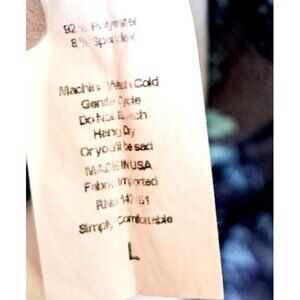 92% Polyester
8% Spandex
Machine Wash Cold
Gentle Cycle
Do Not Bleach
Hang Dry
Or you'll be sad
MADE IN USA
Fabric Imported
Simply Comfortable
L